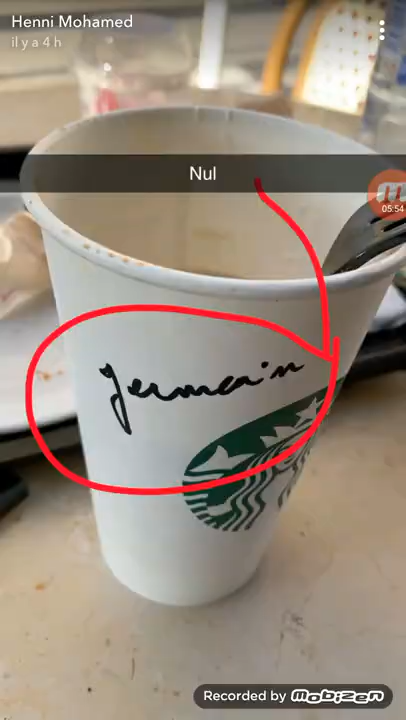 Henni Mohamed
il y a 4 h
Nul
05:54
germain
Recorded by mobizen